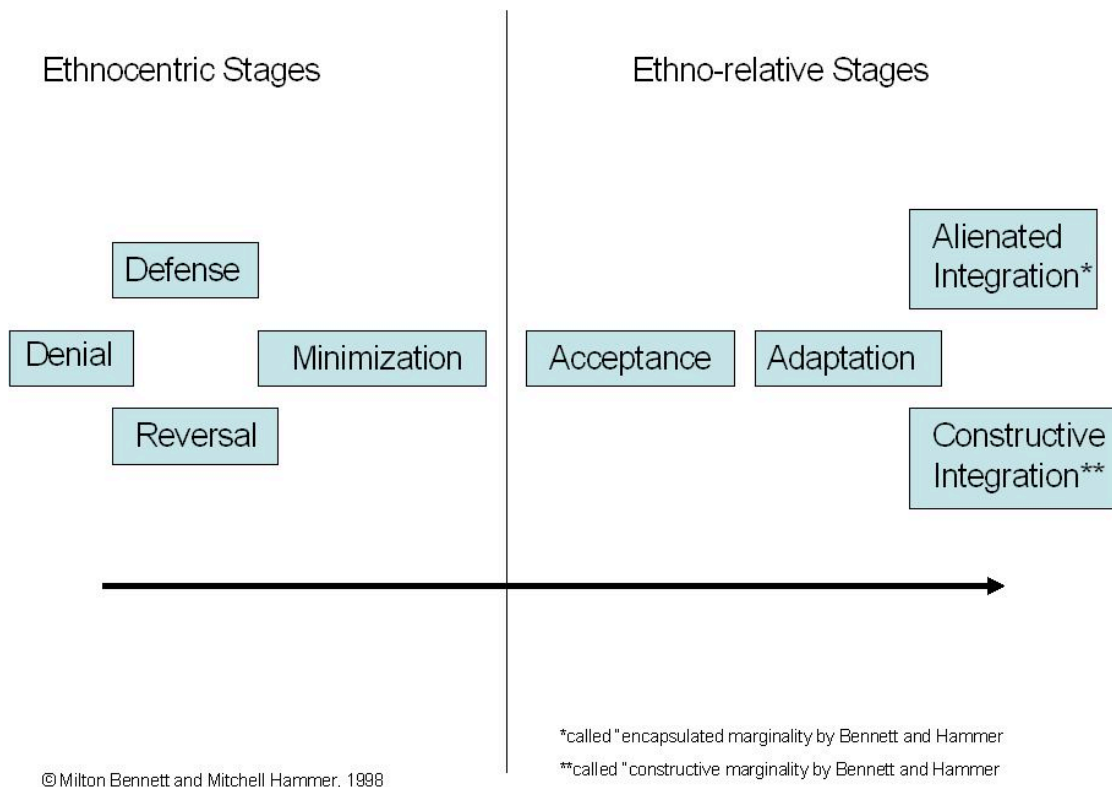 Ethnocentric Stages
Ethno-relative Stages
Defense
Denial
Minimization
Reversal
Acceptance
Adaptation
Alienated
Integration*
Constructive
Integration**
*called "encapsulated marginality by Bennett and Hammer
**called "constructive marginality by Bennett and Hammer
© Milton Bennett and Mitchell Hammer, 1998